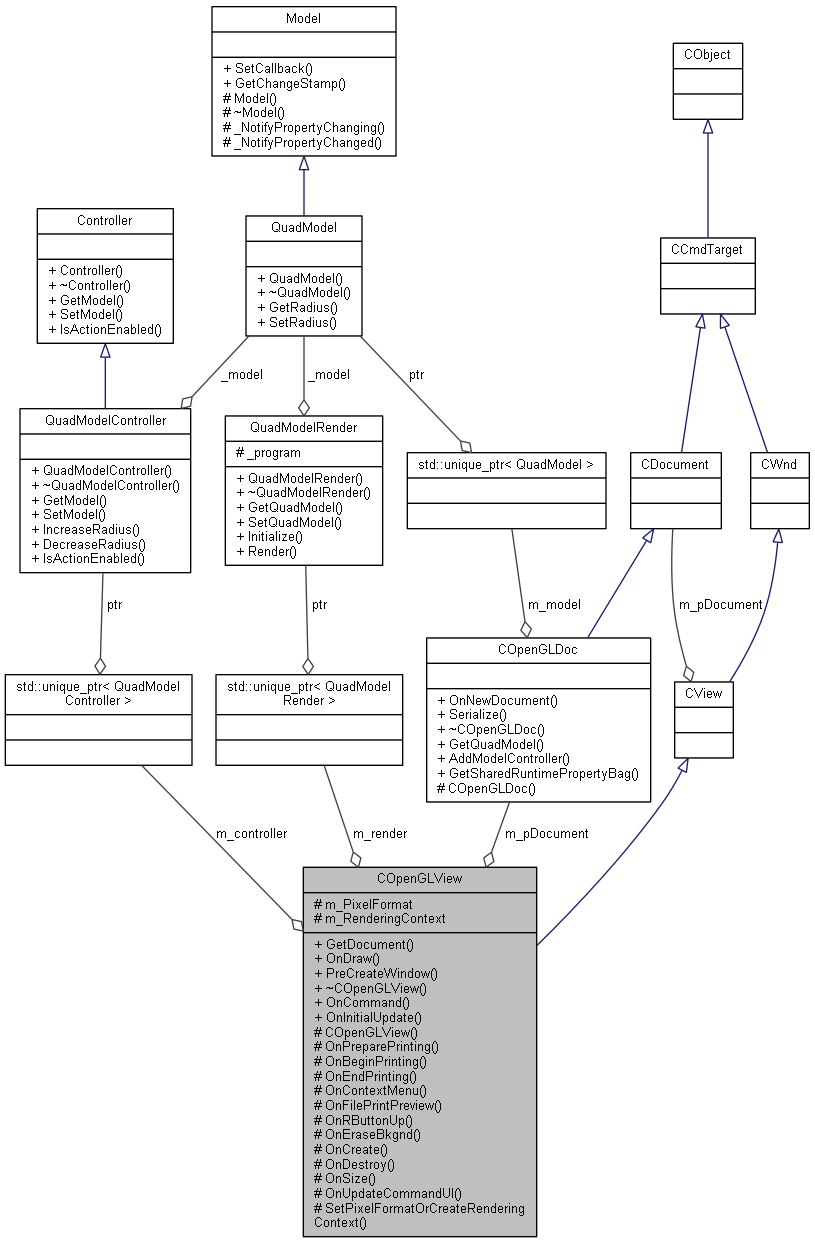 Model
+ SetCallback()
+ GetChangeStamp()
# Model()
# ~Model()
# _NotifyPropertyChanging()
# _NotifyPropertyChanged()
CObject
Controller
+ Controller()
+ ~Controller()
+ GetModel()
+ SetModel()
+ IsActionEnabled()
QuadModel
+ QuadModel()
+ ~QuadModel()
+ GetRadius()
+ SetRadius()
CCmdTarget
_model
_model
ptr
QuadModelController
+ QuadModelController()
+ ~QuadModelController()
+ GetModel()
+ SetModel()
+ IncreaseRadius()
+ DecreaseRadius()
+ IsActionEnabled()
QuadModelRender
# _program
+ QuadModelRender()
+ ~QuadModelRender()
+ GetQuadModel()
+ SetQuadModel()
+ Initialize()
+ Render()
std::unique_ptr< QuadModel >
CDocument
CWnd
ptr
ptr
m_model
m_pDocument
std::unique_ptr< QuadModel
Controller >
std::unique_ptr< QuadModel
Render >
COpenGLDoc
+ OnNewDocument()
+ Serialize()
+ ~COpenGLDoc()
+ GetQuadModel()
+ AddModelController()
+ GetSharedRuntimePropertyBag()
# COpenGLDoc()
CView
m_controller
m_render
m_pDocument
COpenGLView
# m_PixelFormat
# m_RenderingContext
+ GetDocument()
+ OnDraw()
+ PreCreateWindow()
+ ~COpenGLView()
+ OnCommand()
+ OnInitialUpdate()
# COpenGLView()
# OnPreparePrinting()
# OnBeginPrinting()
# OnEndPrinting()
# OnContextMenu()
# OnFilePrintPreview()
# OnRButtonUp()
# OnEraseBkgnd()
# OnCreate()
# OnDestroy()
# OnSize()
# OnUpdateCommandUI()
# SetPixelFormatOrCreateRendering
Context()